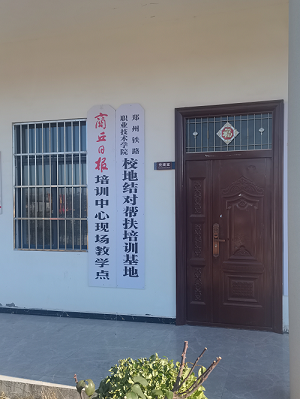 商丘日报培训中心现场教学点
郑州铁路
职业技术学院
校地结对帮扶培训基地
福